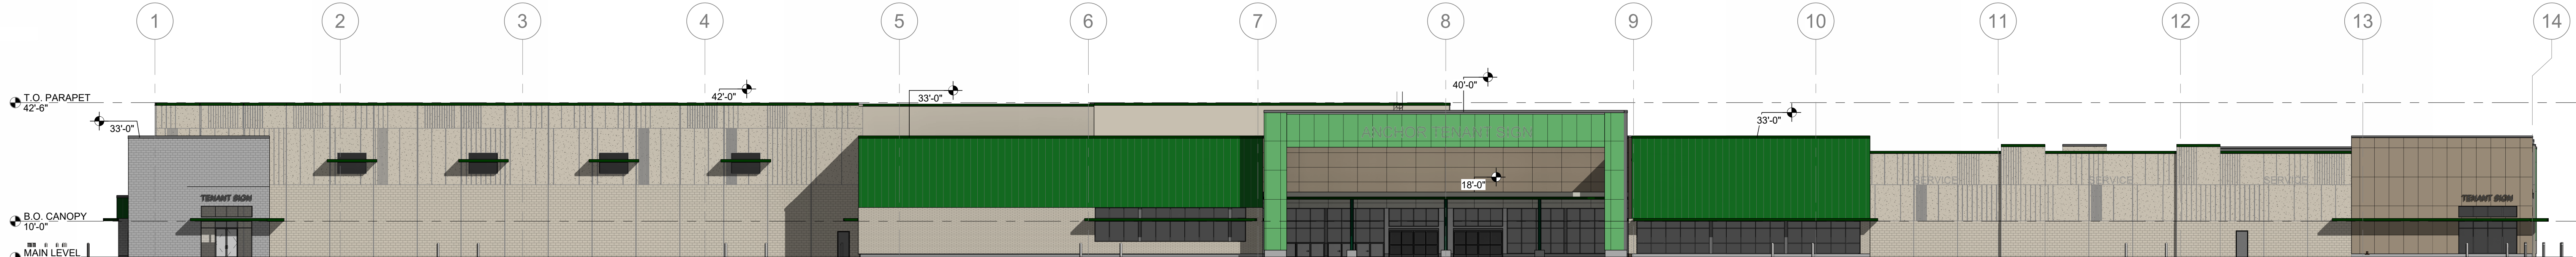 1 2 3 4 5 6 7 8 9 10 11 12 13 14
T.O. PARAPET
42'-6"
33'-0"
42'-0"
33'-0"
40'-0"
33'-0"
ANCHOR TENANT SIGN
18'-0"
SERVICE SERVICE SERVICE
TENANT SIGN
TENANT SIGN
B.O. CANOPY
10'-0"
MAIN LEVEL